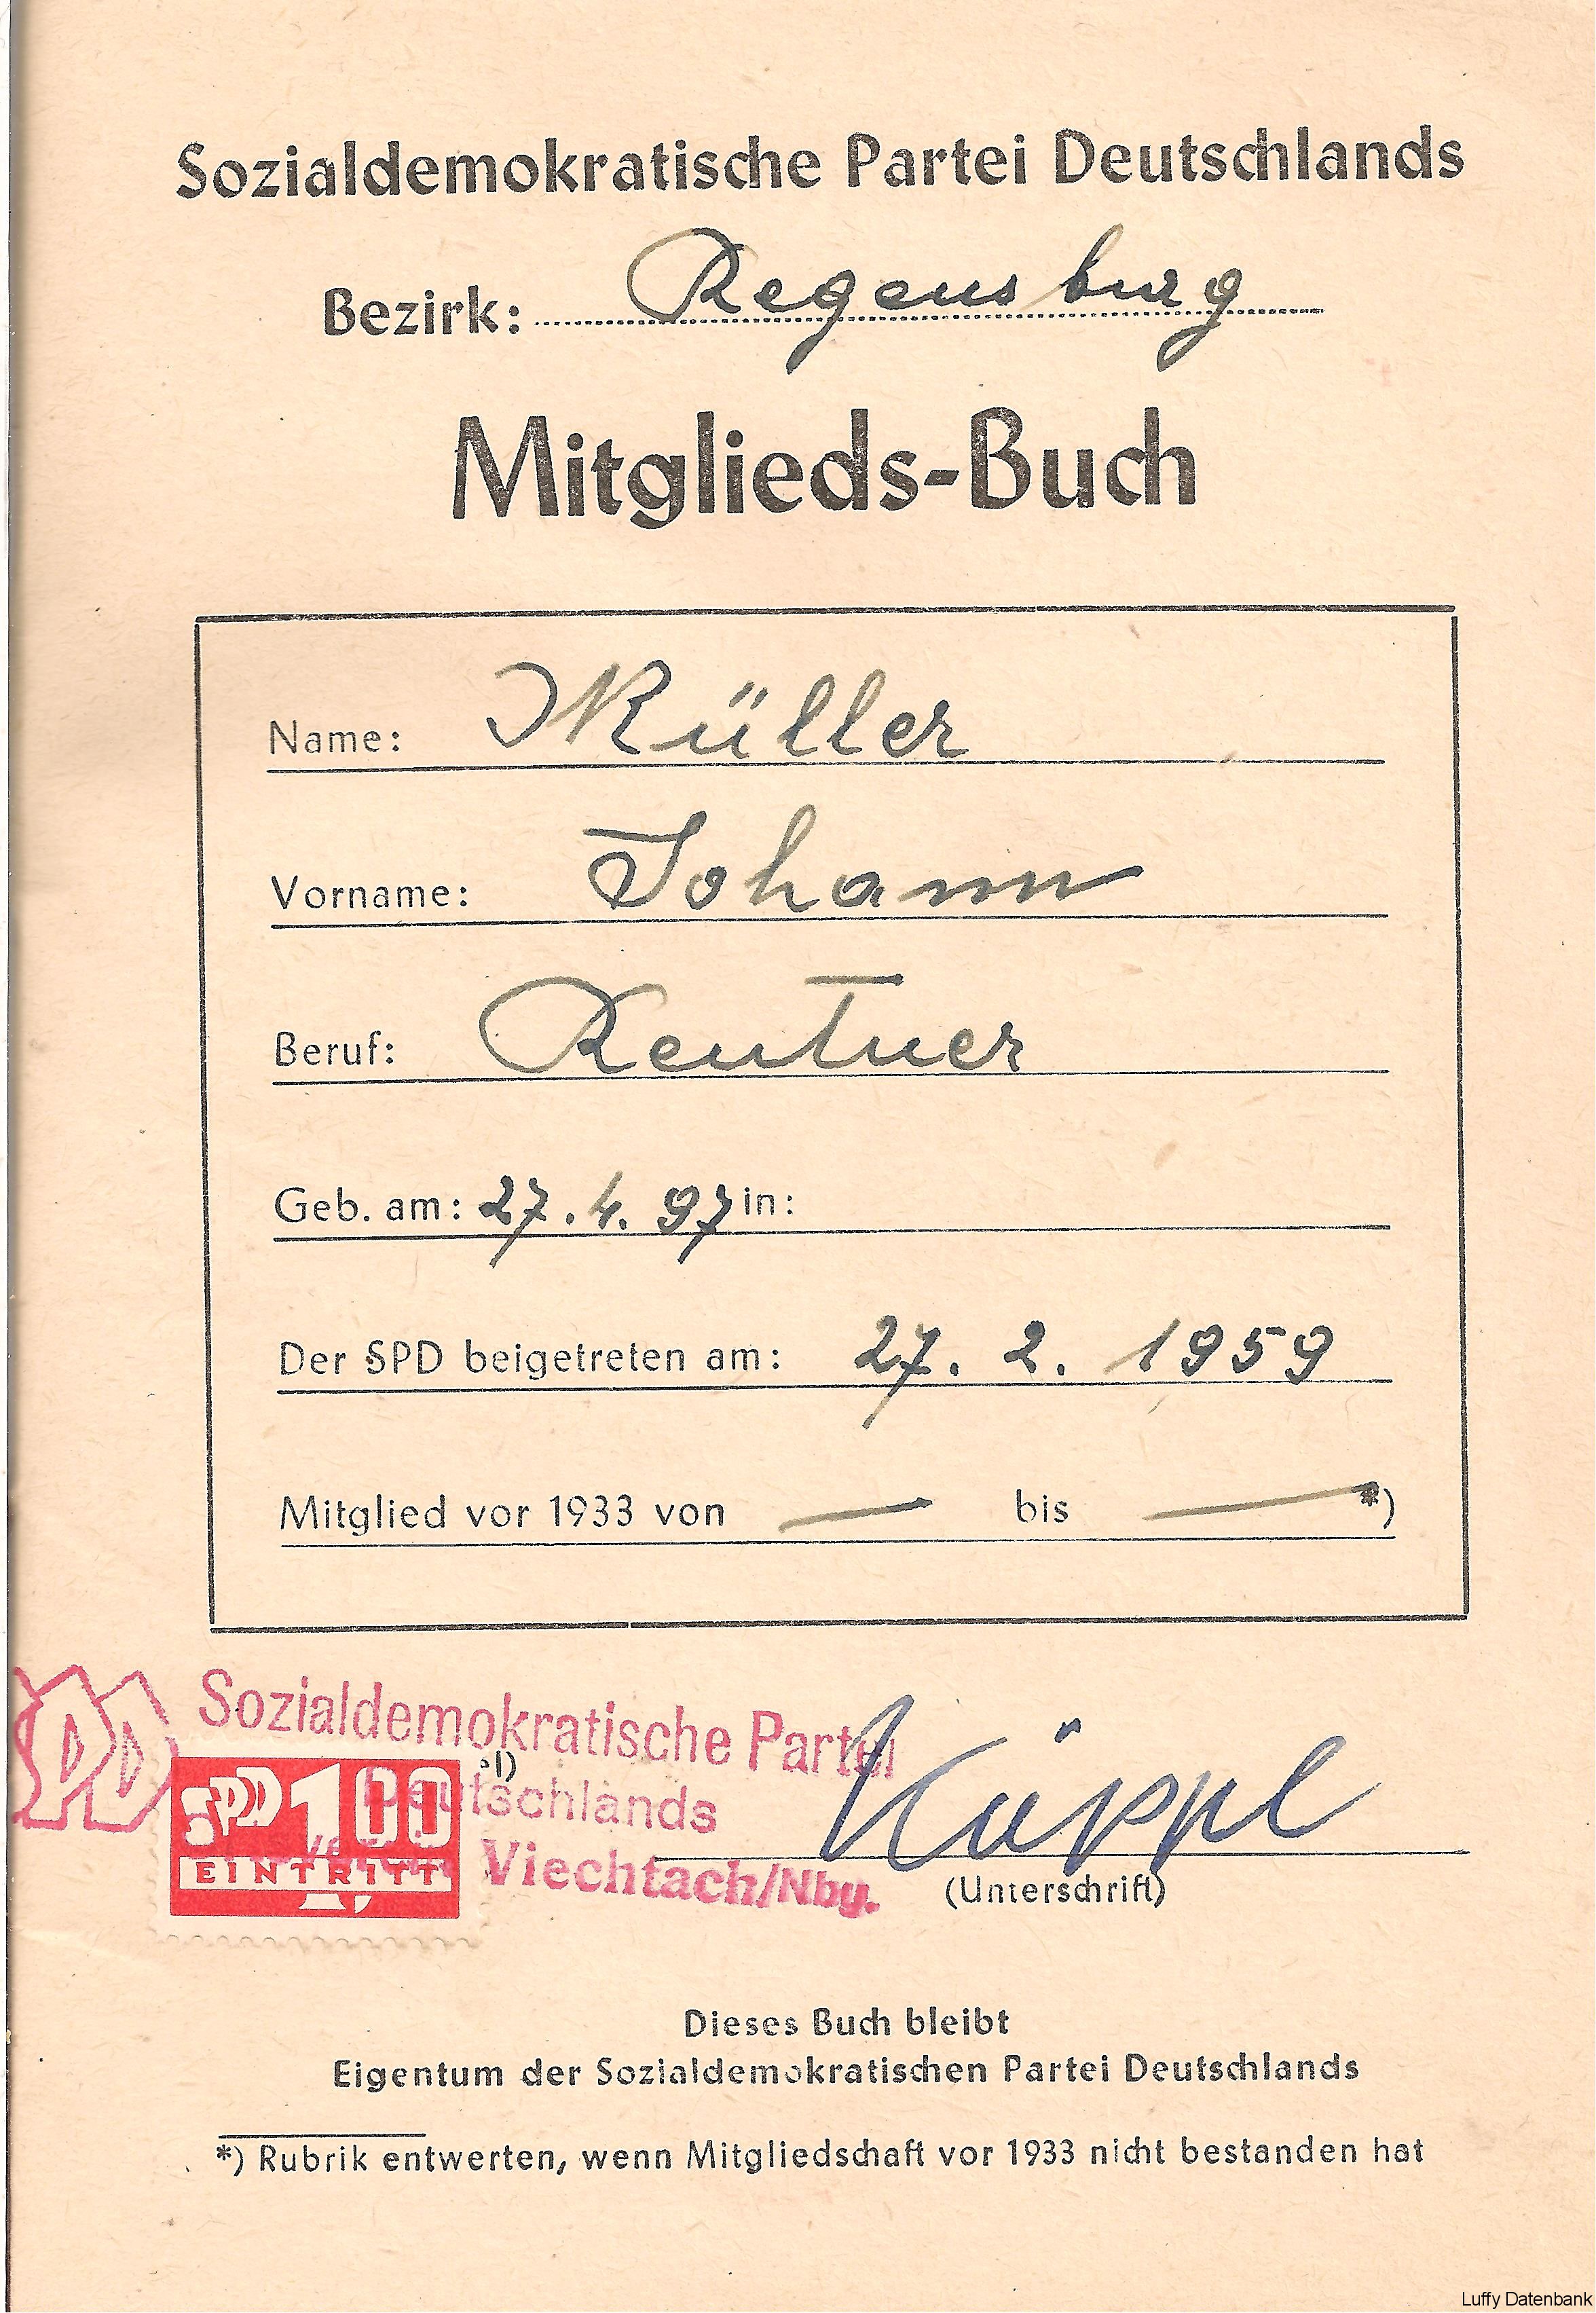 Sozialdemokratische Partei Deutschlands
Bezirk: Regensburg
Mitglieds-Buch
Name: Müller
Vorname: Johann
Beruf: Rentner
Geb. am: 27. 4. 97 in:
Der SPD beigetreten am: 27. 2. 1959
Mitglied vor 1933 von — bis — *)
Sozialdemokratische Partei
Deutschlands
SPD 1 00
EINTRITT
Viechtach/Nby.
(Unterschrift)
Dieses Buch bleibt
Eigentum der Sozialdemokratischen Partei Deutschlands
*) Rubrik entwerten, wenn Mitgliedschaft vor 1933 nicht bestanden hat
Luffy Datenbank